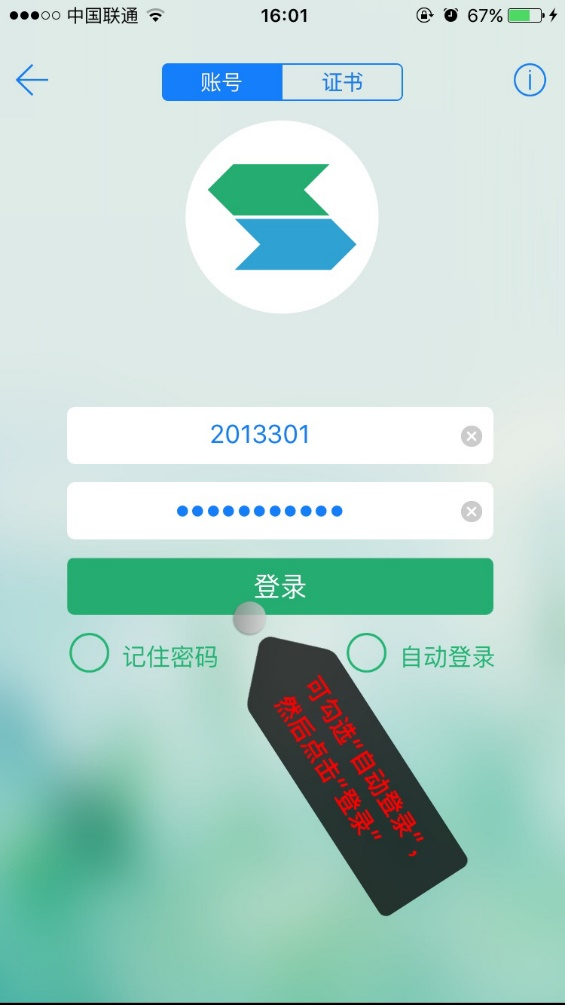 中国联通 16:01 67%
账号 证书
2013301
登录
记住密码 自动登录
可勾选"自动登录"，
然后点击"登录"